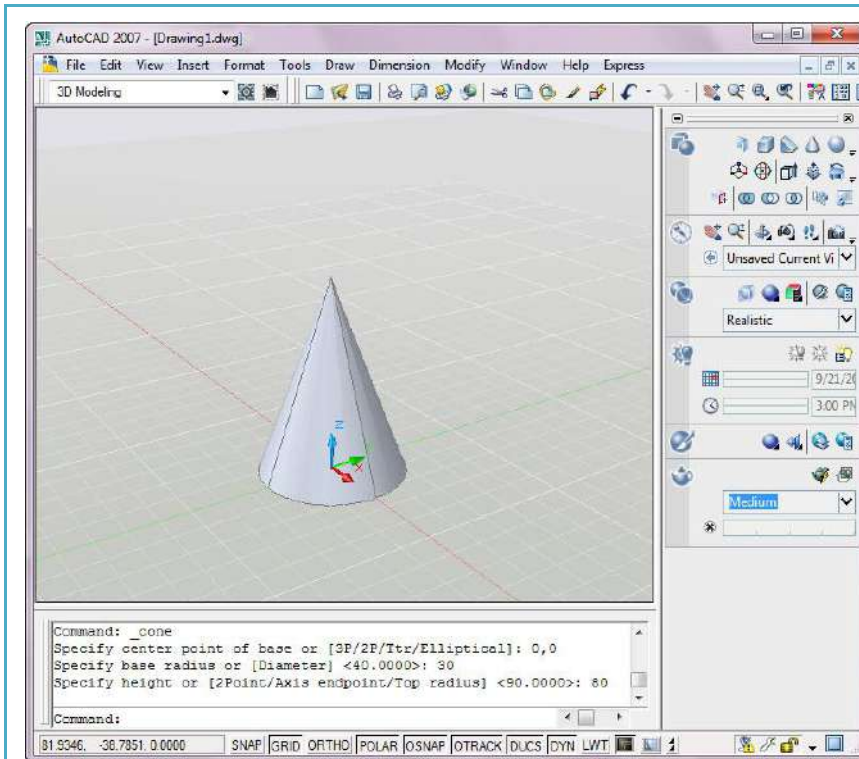 AutoCAD 2007 - [Drawing1.dwg]
File Edit View Insert Format Tools Draw Dimension Modify Window Help Express
3D Modeling
Unsaved Current Vi
Realistic
9/21/20
3:00 PM
Medium
Z
X
Command: _cone
Specify center point of base or [3P/2P/Ttr/Elliptical]: 0,0
Specify base radius or [Diameter] <40.0000>: 30
Specify height or [2Point/Axis endpoint/Top radius] <90.0000>: 80
Command:
81.9346, -38.7851, 0.0000 SNAP GRID ORTHO POLAR OSNAP OTRACK DUCS DYN LWT